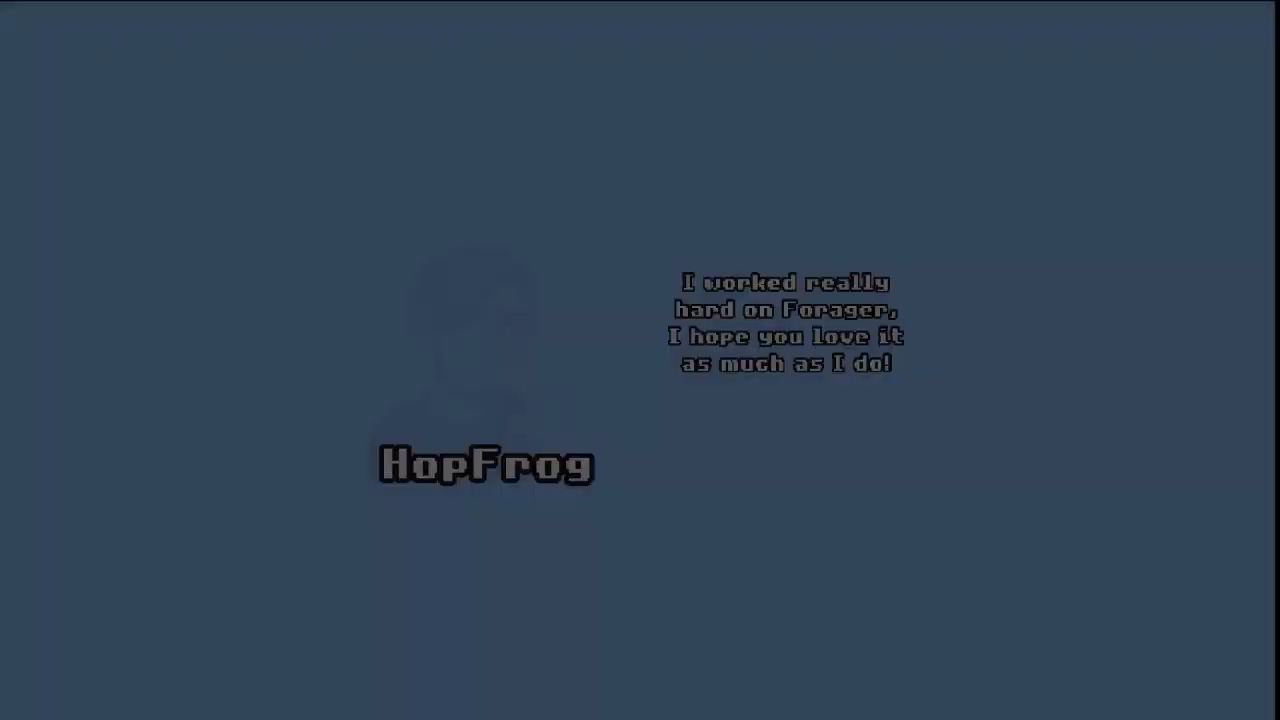 I worked really
hard on Forager,
I hope you love it
as much as I do!
HopFrog